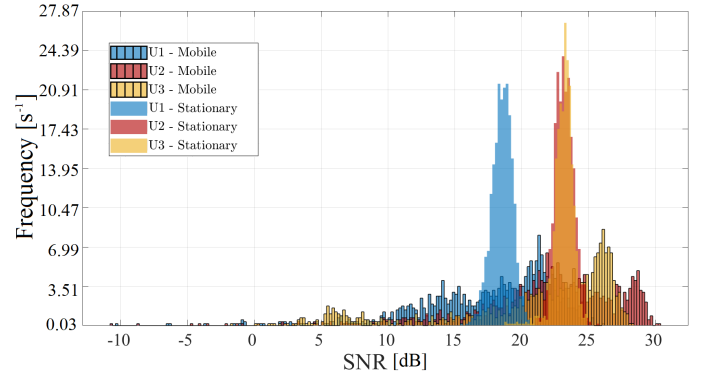 27.87
24.39
20.91
17.43
13.95
10.47
6.99
3.51
0.03
Frequency [s⁻¹]
U1 - Mobile
U2 - Mobile
U3 - Mobile
U1 - Stationary
U2 - Stationary
U3 - Stationary
-10 -5 0 5 10 15 20 25 30
SNR [dB]